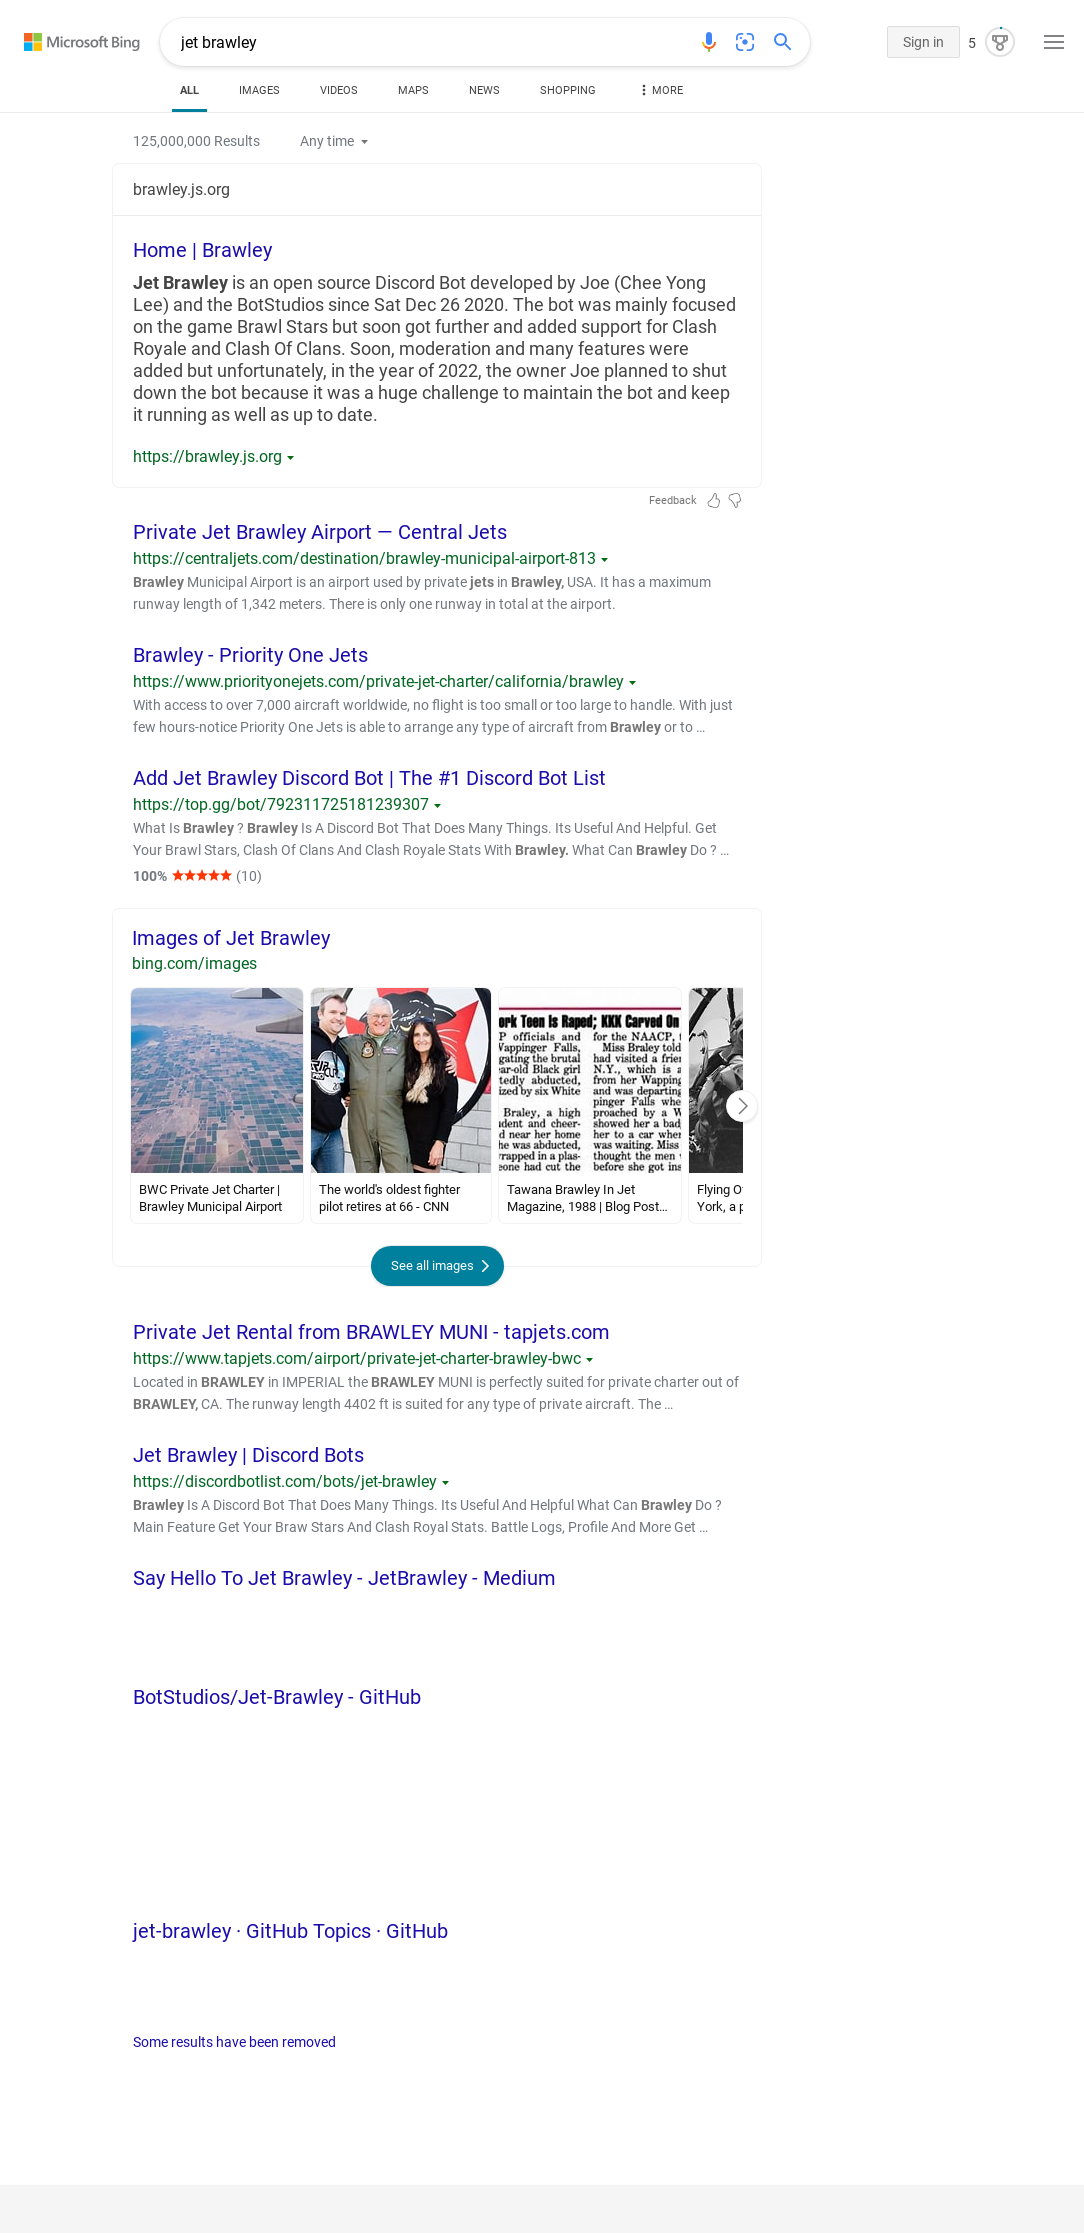 Microsoft Bing
jet brawley
Sign in
5
ALL
IMAGES
VIDEOS
MAPS
NEWS
SHOPPING
MORE
125,000,000 Results
Any time
brawley.js.org
Home | Brawley
Jet Brawley is an open source Discord Bot developed by Joe (Chee Yong
Lee) and the BotStudios since Sat Dec 26 2020. The bot was mainly focused
on the game Brawl Stars but soon got further and added support for Clash
Royale and Clash Of Clans. Soon, moderation and many features were
added but unfortunately, in the year of 2022, the owner Joe planned to shut
down the bot because it was a huge challenge to maintain the bot and keep
it running as well as up to date.
https://brawley.js.org
Feedback
Private Jet Brawley Airport — Central Jets
https://centraljets.com/destination/brawley-municipal-airport-813
Brawley Municipal Airport is an airport used by private jets in Brawley, USA. It has a maximum
runway length of 1,342 meters. There is only one runway in total at the airport.
Brawley - Priority One Jets
https://www.priorityonejets.com/private-jet-charter/california/brawley
With access to over 7,000 aircraft worldwide, no flight is too small or too large to handle. With just
few hours-notice Priority One Jets is able to arrange any type of aircraft from Brawley or to …
Add Jet Brawley Discord Bot | The #1 Discord Bot List
https://top.gg/bot/792311725181239307
What Is Brawley ? Brawley Is A Discord Bot That Does Many Things. Its Useful And Helpful. Get
Your Brawl Stars, Clash Of Clans And Clash Royale Stats With Brawley. What Can Brawley Do ? …
100% ★★★★★ (10)
Images of Jet Brawley
bing.com/images
ork Teen Is Raped; KKK Carved On
P officials and
Wappinger Falls,
gating the brutal
ar-old Black girl
tedly abducted,
ized by six White
Braley, a high
dent and cheer-
d near her home
he was abducted,
rapped in a plas-
eone had cut the
for the NAACP,
Miss Braley told
had visited a frien
N.Y., which is a
from her Wapping
and was departing
pinger Falls whe
proached by a W
showed her a bad
her to a car wher
was waiting. Miss
thought the men
before she got ins
BWC Private Jet Charter |
Brawley Municipal Airport
The world's oldest fighter
pilot retires at 66 - CNN
Tawana Brawley In Jet
Magazine, 1988 | Blog Post…
Flying O
York, a p
See all images
Private Jet Rental from BRAWLEY MUNI - tapjets.com
https://www.tapjets.com/airport/private-jet-charter-brawley-bwc
Located in BRAWLEY in IMPERIAL the BRAWLEY MUNI is perfectly suited for private charter out of
BRAWLEY, CA. The runway length 4402 ft is suited for any type of private aircraft. The …
Jet Brawley | Discord Bots
https://discordbotlist.com/bots/jet-brawley
Brawley Is A Discord Bot That Does Many Things. Its Useful And Helpful What Can Brawley Do ?
Main Feature Get Your Braw Stars And Clash Royal Stats. Battle Logs, Profile And More Get …
Say Hello To Jet Brawley - JetBrawley - Medium
BotStudios/Jet-Brawley - GitHub
jet-brawley · GitHub Topics · GitHub
Some results have been removed